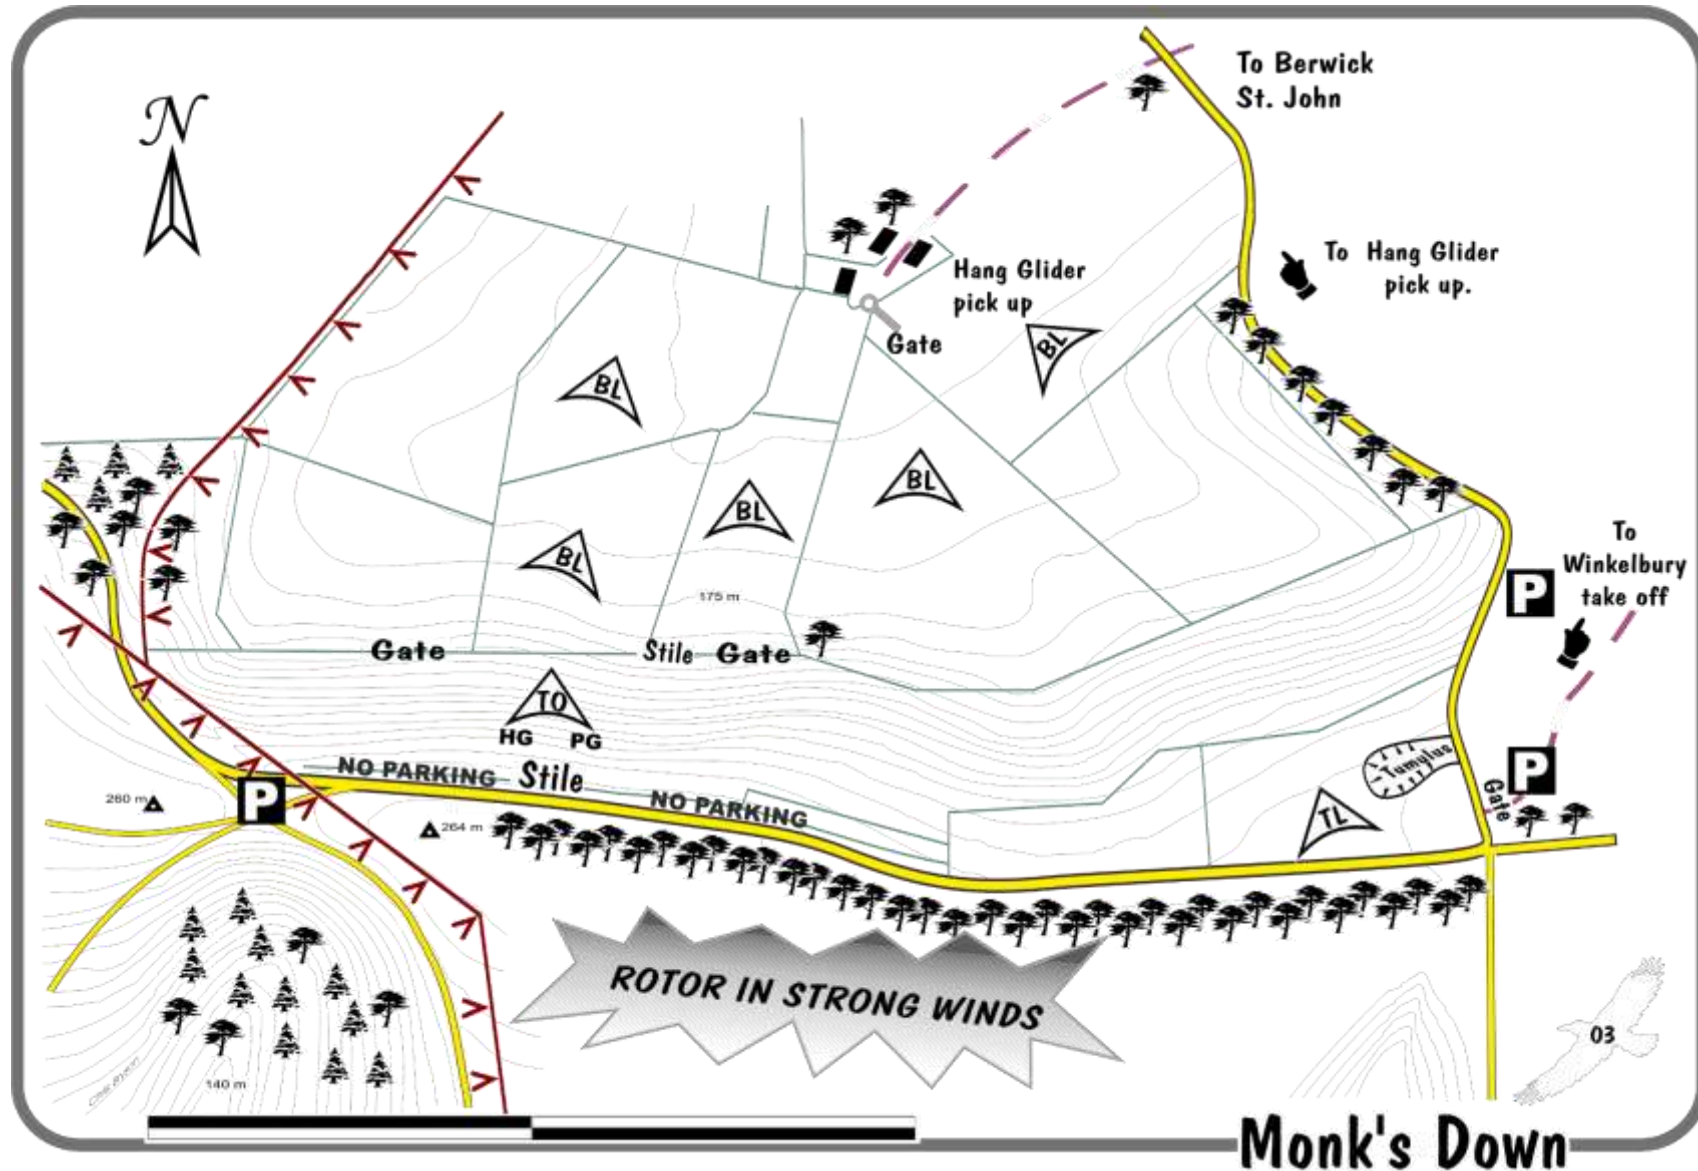 N
To Berwick
St. John
To Hang Glider
pick up.
Hang Glider
pick up
Gate
BL
BL
BL
BL
BL
To
Winkelbury
take off
P
175 m
Gate
Stile
Gate
TO
HG PG
NO PARKING
Stile
NO PARKING
Tumulus
P
Gate
TL
P
260 m
264 m
ROTOR IN STRONG WINDS
03
140 m
Monk's Down